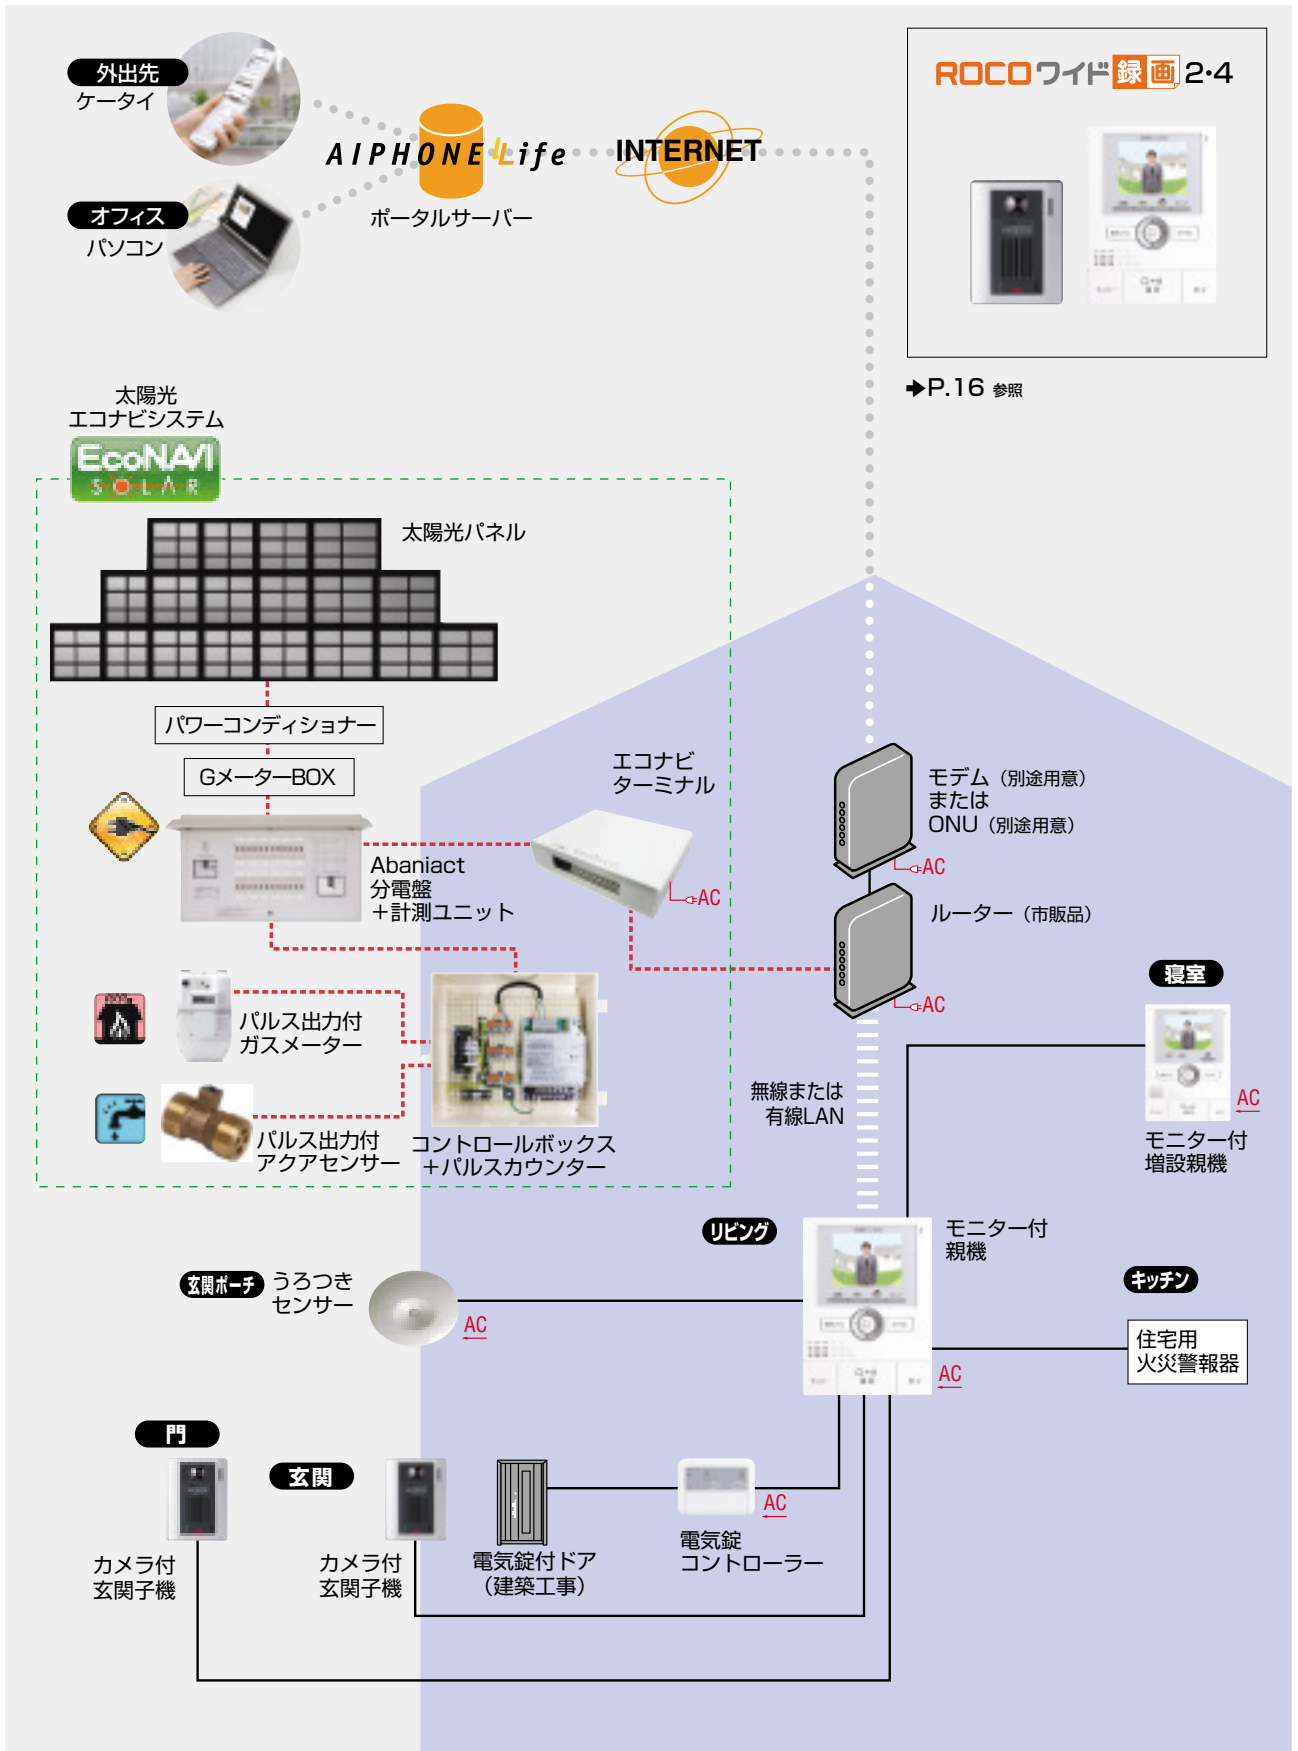 外出先
ケータイ
AIPHONE Life
INTERNET
オフィス
パソコン
ポータルサーバー
ROCOワイド録画2・4
➔P.16 参照
太陽光
エコナビシステム
EcoNAVI
SOLAR
太陽光パネル
パワーコンディショナー
GメーターBOX
エコナビ
ターミナル
AC
Abaniact
分電盤
＋計測ユニット
モデム（別途用意）
または
ONU（別途用意）
AC
ルーター（市販品）
AC
パルス出力付
ガスメーター
パルス出力付
アクアセンサー
コントロールボックス
＋パルスカウンター
無線または
有線LAN
寝室
AC
モニター付
増設親機
リビング
モニター付
親機
AC
玄関ポーチ
うろつき
センサー
AC
キッチン
住宅用
火災警報器
門
カメラ付
玄関子機
玄関
カメラ付
玄関子機
電気錠付ドア
（建築工事）
AC
電気錠
コントローラー